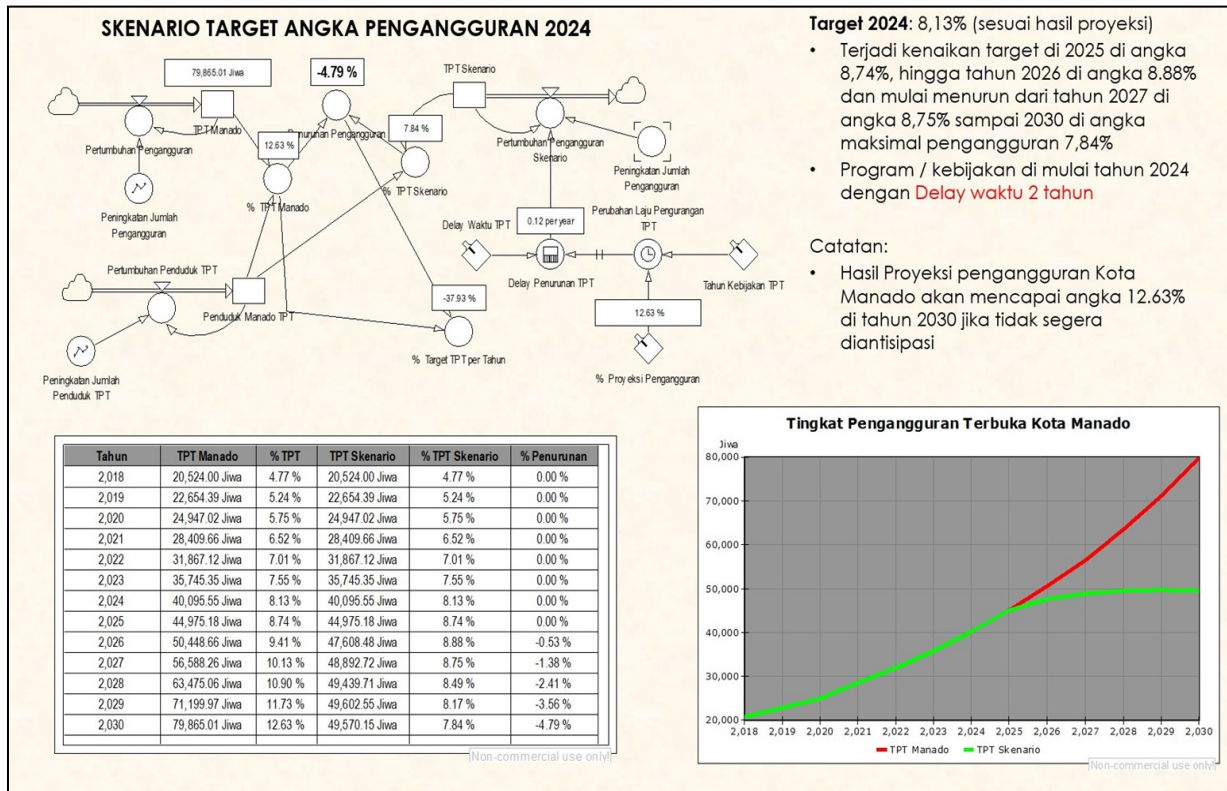 SKENARIO TARGET ANGKA PENGANGGURAN 2024
79,865.01 Jiwa
-4.79 %
TPT Skenario
TPT Manado
12.63 %
Penurunan Pengangguran
7.84 %
Pertumbuhan Pengangguran
Pertumbuhan Pengangguran
Skenario
Peningkatan Jumlah
Pengangguran
% TPT Manado
% TPT Skenario
Peningkatan Jumlah
Pengangguran
Delay Waktu TPT
0.12 per year
Perubahan Laju Pengurangan
TPT
Pertumbuhan Penduduk TPT
Delay Penurunan TPT
Tahun Kebijakan TPT
Penduduk Manado TPT
-37.93 %
12.63 %
% Target TPT per Tahun
% Proyeksi Pengangguran
Peningkatan Jumlah
Penduduk TPT
Target 2024: 8,13% (sesuai hasil proyeksi)
• Terjadi kenaikan target di 2025 di angka
8,74%, hingga tahun 2026 di angka 8.88%
dan mulai menurun dari tahun 2027 di
angka 8,75% sampai 2030 di angka
maksimal pengangguran 7,84%
• Program / kebijakan di mulai tahun 2024
dengan Delay waktu 2 tahun
Catatan:
• Hasil Proyeksi pengangguran Kota
Manado akan mencapai angka 12.63%
di tahun 2030 jika tidak segera
diantisipasi
Tahun TPT Manado % TPT TPT Skenario % TPT Skenario % Penurunan
2,018 20,524.00 Jiwa 4.77 % 20,524.00 Jiwa 4.77 % 0.00 %
2,019 22,654.39 Jiwa 5.24 % 22,654.39 Jiwa 5.24 % 0.00 %
2,020 24,947.02 Jiwa 5.75 % 24,947.02 Jiwa 5.75 % 0.00 %
2,021 28,409.66 Jiwa 6.52 % 28,409.66 Jiwa 6.52 % 0.00 %
2,022 31,867.12 Jiwa 7.01 % 31,867.12 Jiwa 7.01 % 0.00 %
2,023 35,745.35 Jiwa 7.55 % 35,745.35 Jiwa 7.55 % 0.00 %
2,024 40,095.55 Jiwa 8.13 % 40,095.55 Jiwa 8.13 % 0.00 %
2,025 44,975.18 Jiwa 8.74 % 44,975.18 Jiwa 8.74 % 0.00 %
2,026 50,448.66 Jiwa 9.41 % 47,608.48 Jiwa 8.88 % -0.53 %
2,027 56,588.26 Jiwa 10.13 % 48,892.72 Jiwa 8.75 % -1.38 %
2,028 63,475.06 Jiwa 10.90 % 49,439.71 Jiwa 8.49 % -2.41 %
2,029 71,199.97 Jiwa 11.73 % 49,602.55 Jiwa 8.17 % -3.56 %
2,030 79,865.01 Jiwa 12.63 % 49,570.15 Jiwa 7.84 % -4.79 %
Non-commercial use only!
Tingkat Pengangguran Terbuka Kota Manado
Jiwa
80,000
70,000
60,000
50,000
40,000
30,000
20,000
2,018 2,019 2,020 2,021 2,022 2,023 2,024 2,025 2,026 2,027 2,028 2,029 2,030
TPT Manado TPT Skenario
Non-commercial use only!